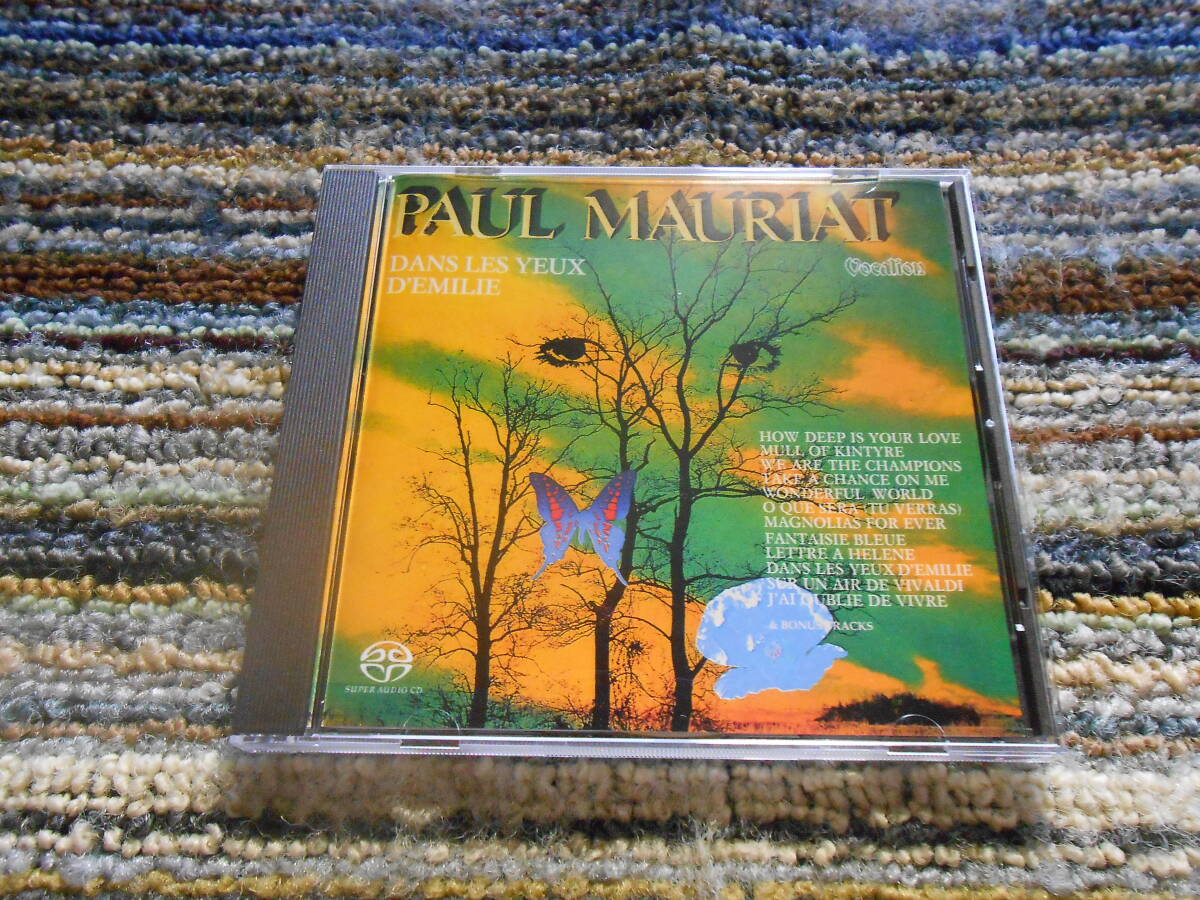 PAUL MAURIAT
DANS LES YEUX
D'EMILIE
Vocalion
HOW DEEP IS YOUR LOVE
MULL OF KINTYRE
WE ARE THE CHAMPIONS
TAKE A CHANCE ON ME
WONDERFUL WORLD
O QUE SERA (TU VERRAS)
MAGNOLIAS FOR EVER
FANTAISIE BLEUE
LETTRE A HELENE
DANS LES YEUX D'EMILIE
SUR UN AIR DE VIVALDI
J'AI OUBLIE DE VIVRE
& BONUS TRACKS
SUPER AUDIO CD